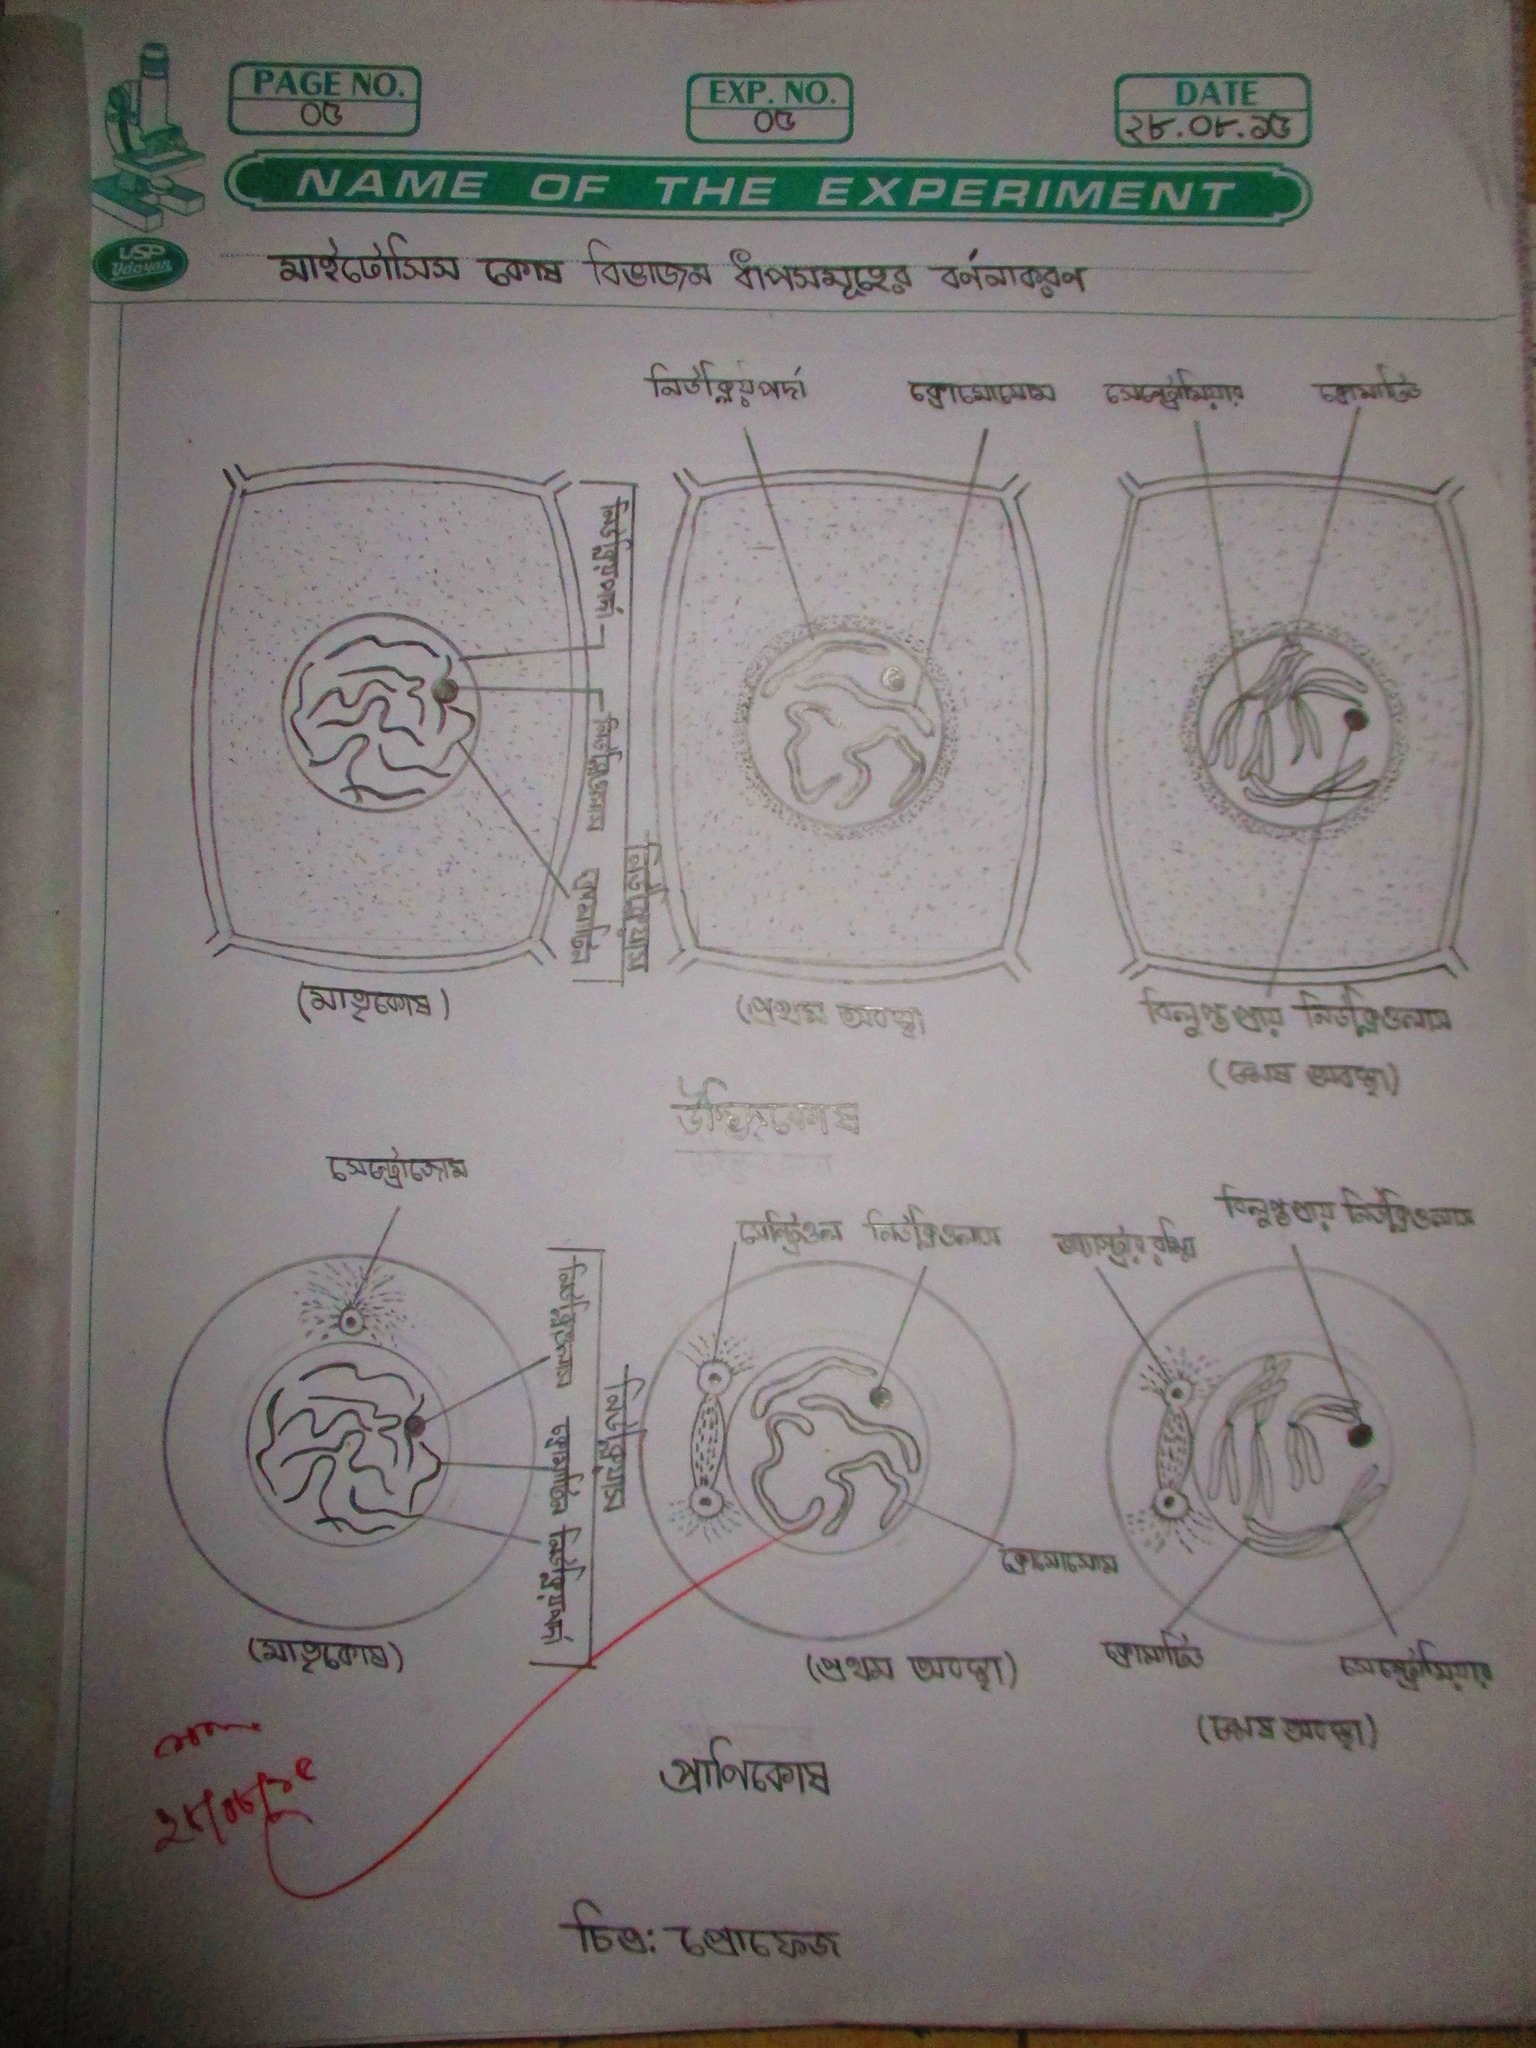 PAGE NO.
০৫
EXP. NO.
০৫
DATE
২৮.০৮.১৫
NAME OF THE EXPERIMENT
USP
Udayan
মাইটোসিস কোষ বিভাজন ধাপসমূহের বর্ণনাকরণ
নিউক্লিয়পর্দা ক্রোমোসোম সেন্ট্রোমিয়ার ক্রোমাটিড
নিউক্লিয়পর্দা
নিউক্লিওলাস
ক্রোমাটিন
নিউক্লিয়াস
(মাতৃকোষ)
(প্রথম অবস্থা)
বিলুপ্তপ্রায় নিউক্লিওলাস
(শেষ অবস্থা)
উদ্ভিদকোষ
সেন্ট্রোজোম
সেন্ট্রিওল নিউক্লিওলাস
অ্যাস্টার রশ্মি
বিলুপ্তপ্রায় নিউক্লিওলাস
নিউক্লিওলাস
ক্রোমাটিন
নিউক্লিয়পর্দা
নিউক্লিয়াস
ক্রোমোসোম
ক্রোমাটিড
সেন্ট্রোমিয়ার
(মাতৃকোষ)
(প্রথম অবস্থা)
(শেষ অবস্থা)
২৮/০৮/১৫
প্রাণিকোষ
চিত্র: প্রোফেজ